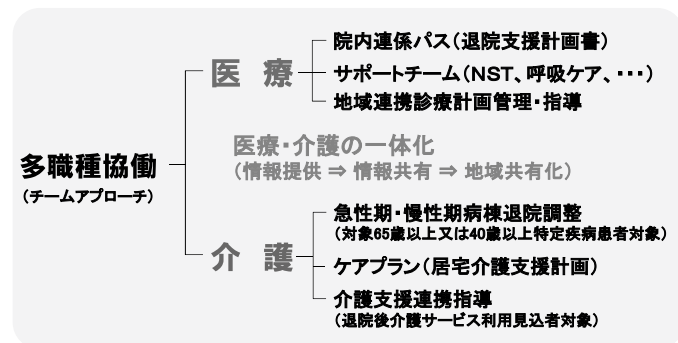 多職種協働
(チームアプローチ)
医 療
院内連係パス(退院支援計画書)
サポートチーム(NST、呼吸ケア、・・・)
地域連携診療計画管理・指導
医療・介護の一体化
(情報提供 ⇒ 情報共有 ⇒ 地域共有化)
介 護
急性期・慢性期病棟退院調整
(対象65歳以上又は40歳以上特定疾病患者対象)
ケアプラン(居宅介護支援計画)
介護支援連携指導
(退院後介護サービス利用見込者対象)